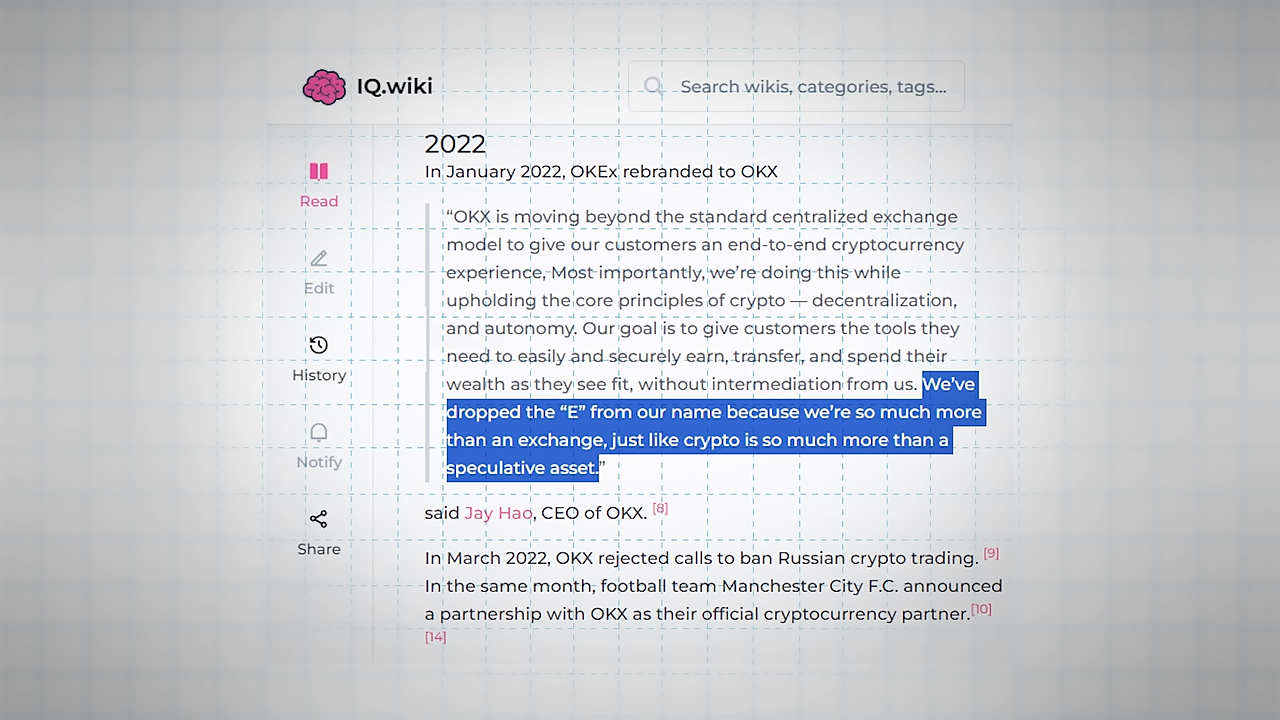 IQ.wiki
Search wikis, categories, tags...
Read
Edit
History
Notify
Share
2022
In January 2022, OKEx rebranded to OKX
“OKX is moving beyond the standard centralized exchange
model to give our customers an end-to-end cryptocurrency
experience, Most importantly, we’re doing this while
upholding the core principles of crypto — decentralization,
and autonomy. Our goal is to give customers the tools they
need to easily and securely earn, transfer, and spend their
wealth as they see fit, without intermediation from us. We’ve
dropped the “E” from our name because we’re so much more
than an exchange, just like crypto is so much more than a
speculative asset.”
said Jay Hao, CEO of OKX. [8]
In March 2022, OKX rejected calls to ban Russian crypto trading. [9]
In the same month, football team Manchester City F.C. announced
a partnership with OKX as their official cryptocurrency partner.[10]
[14]